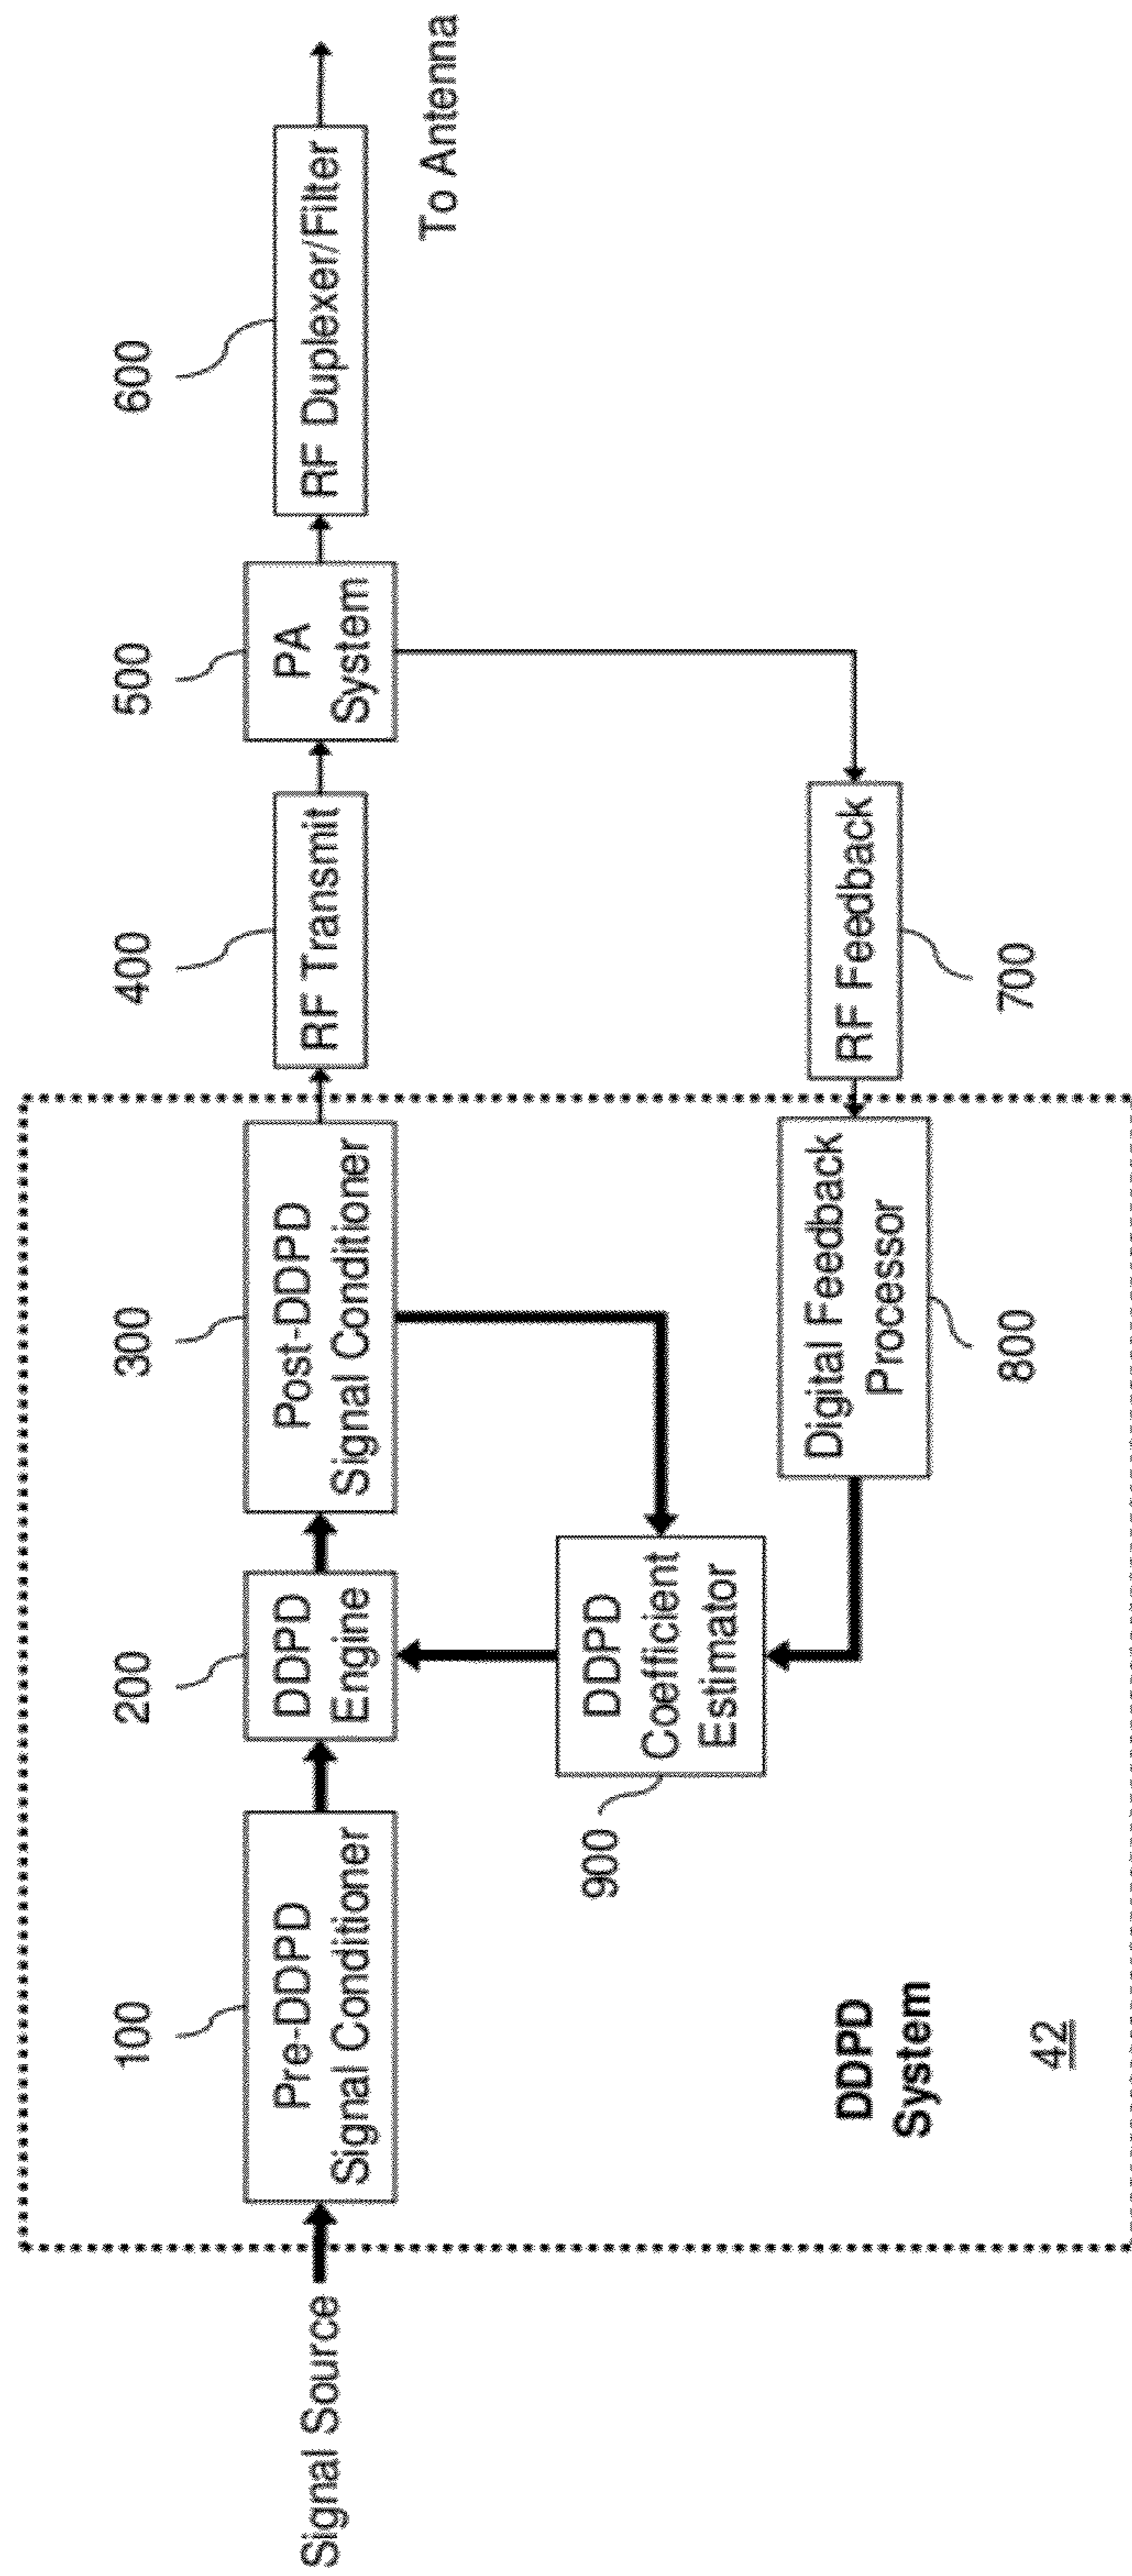 Signal Source
100
Pre-DDPD
Signal Conditioner
200
DDPD
Engine
300
Post-DDPD
Signal Conditioner
400
RF Transmit
500
PA
System
600
RF Duplexer/Filter
To Antenna
900
DDPD
Coefficient
Estimator
Digital Feedback
Processor
800
RF Feedback
700
DDPD
System
42